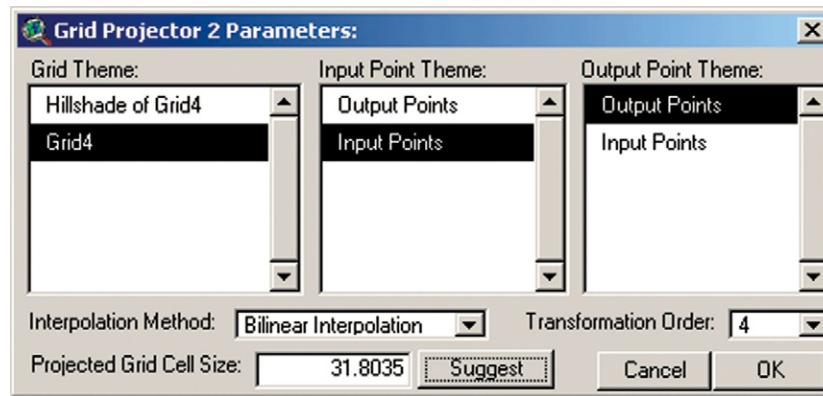 Grid Projector 2 Parameters:
Grid Theme:
Hillshade of Grid4
Grid4
Input Point Theme:
Output Points
Input Points
Output Point Theme:
Output Points
Input Points
Interpolation Method: Bilinear Interpolation
Transformation Order: 4
Projected Grid Cell Size: 31.8035 Suggest
Cancel OK